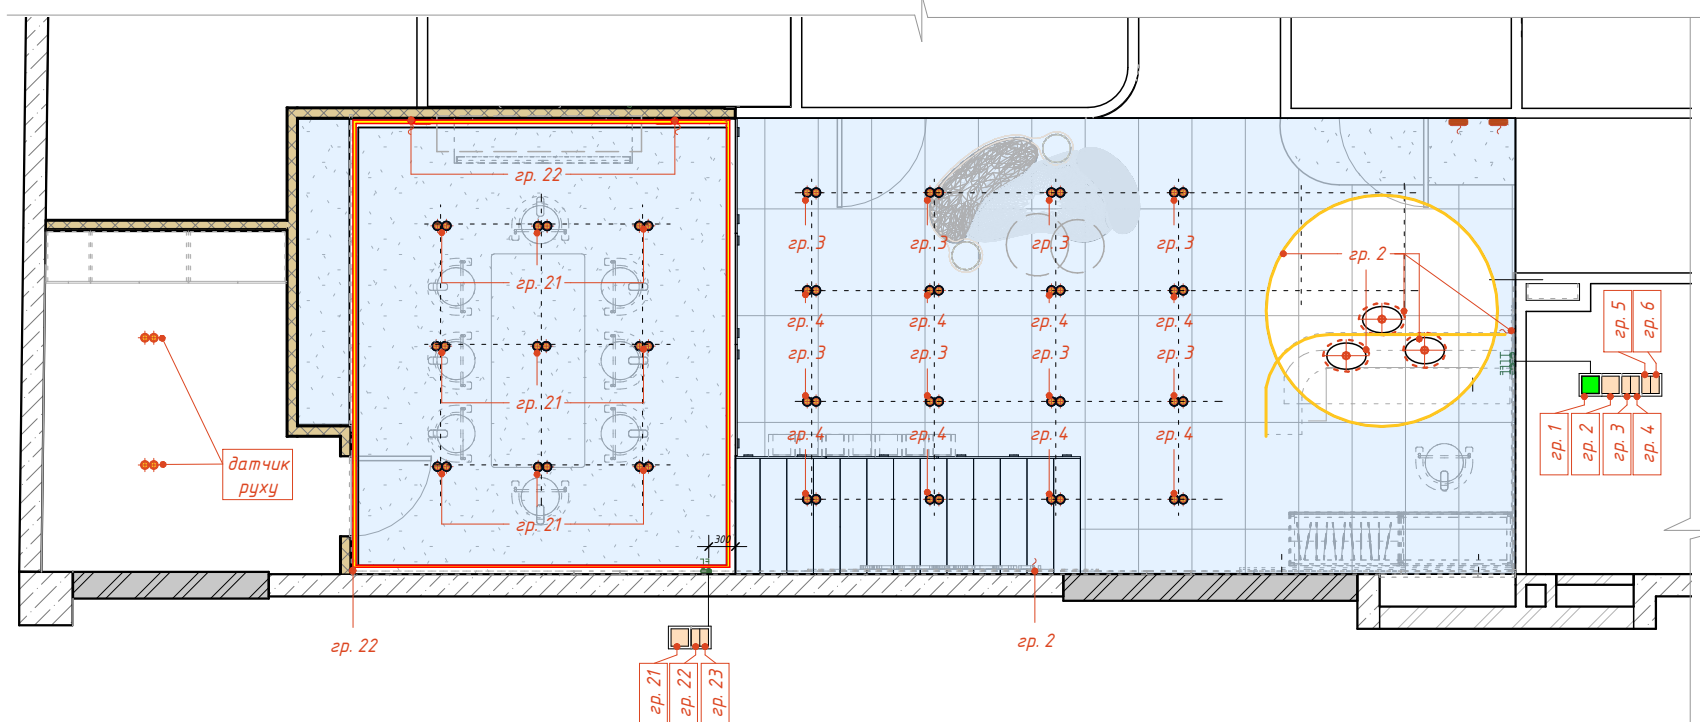 гр. 22
гр. 3 гр. 3 гр. 3 гр. 3
гр. 2
гр. 21
гр. 4 гр. 4 гр. 4 гр. 4
гр. 5 гр. 6
гр. 3 гр. 3 гр. 3 гр. 3
гр. 21
гр. 4 гр. 4 гр. 4 гр. 4
гр. 1 гр. 2 гр. 3 гр. 4
датчик
руху
гр. 21
300
гр. 22
гр. 2
гр. 21 гр. 22 гр. 23